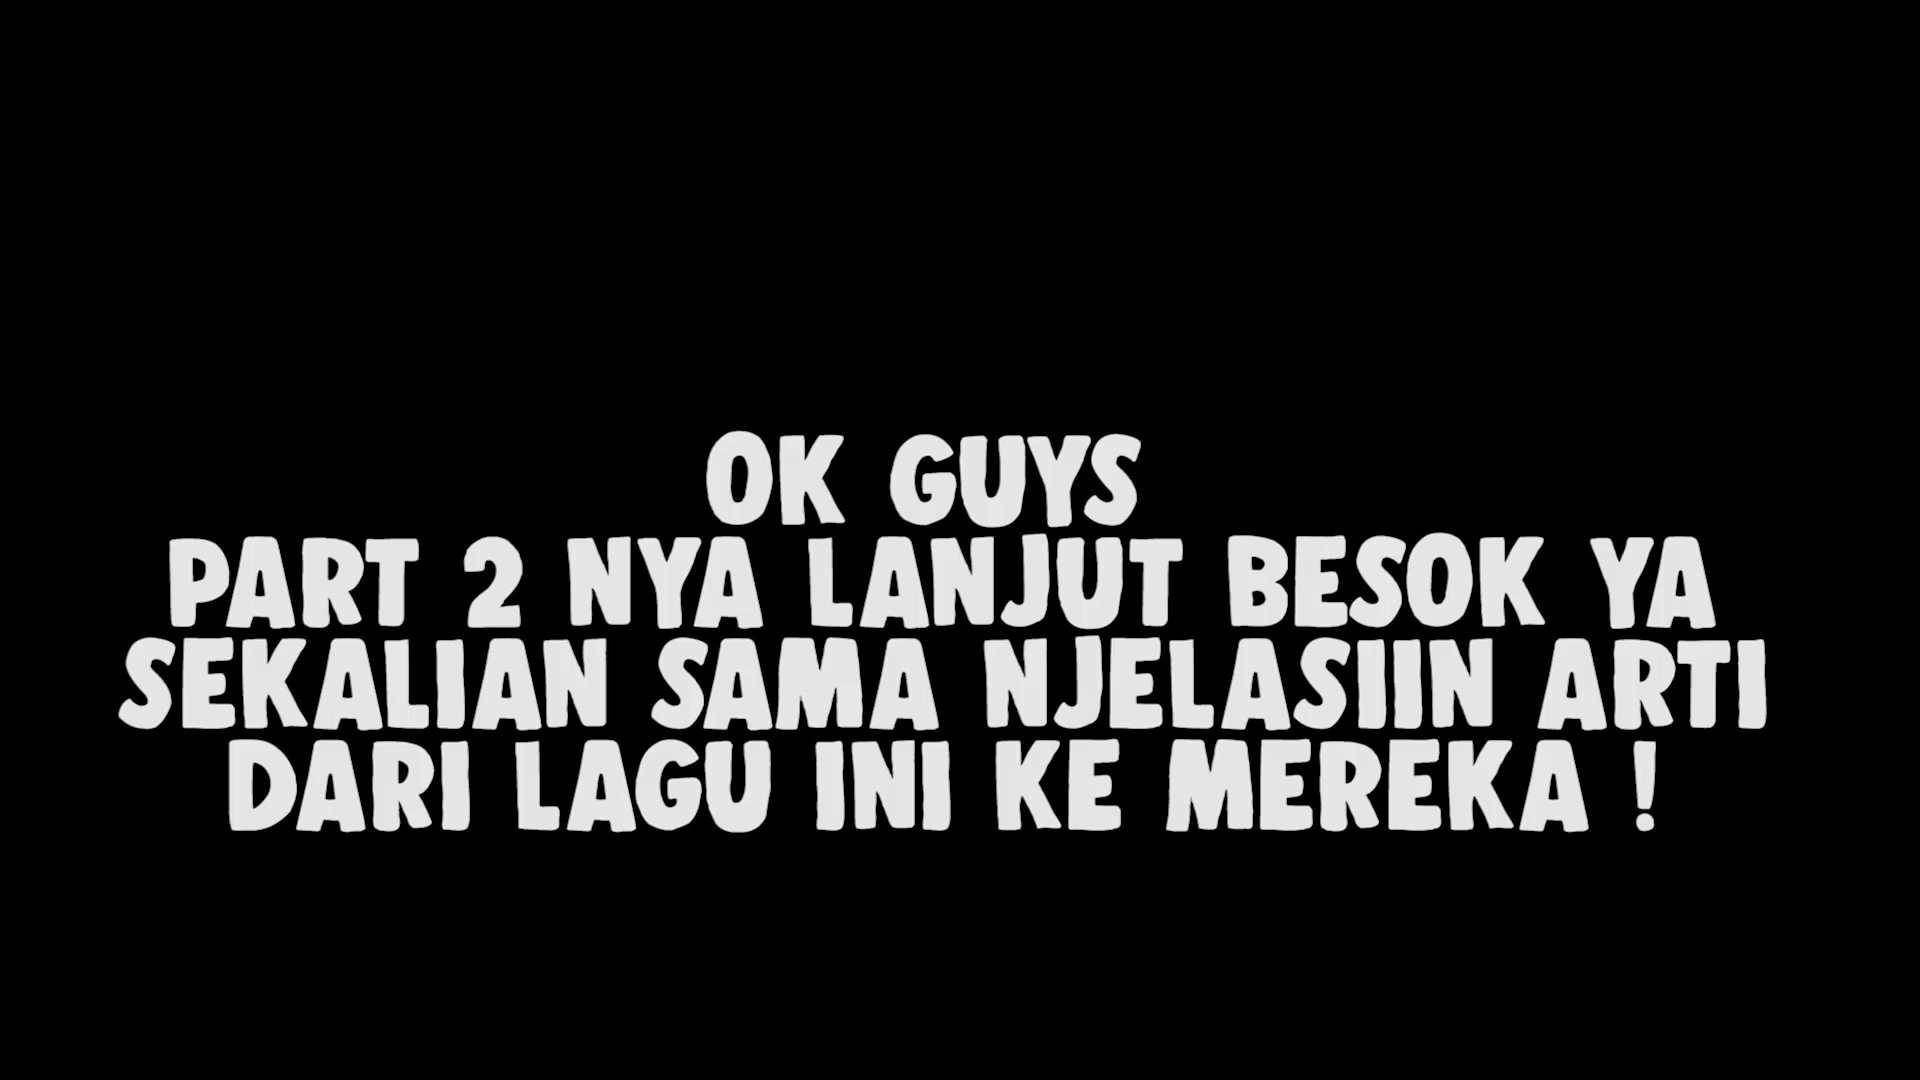 OK GUYS
PART 2 NYA LANJUT BESOK YA
SEKALIAN SAMA NJELASIIN ARTI
DARI LAGU INI KE MEREKA !